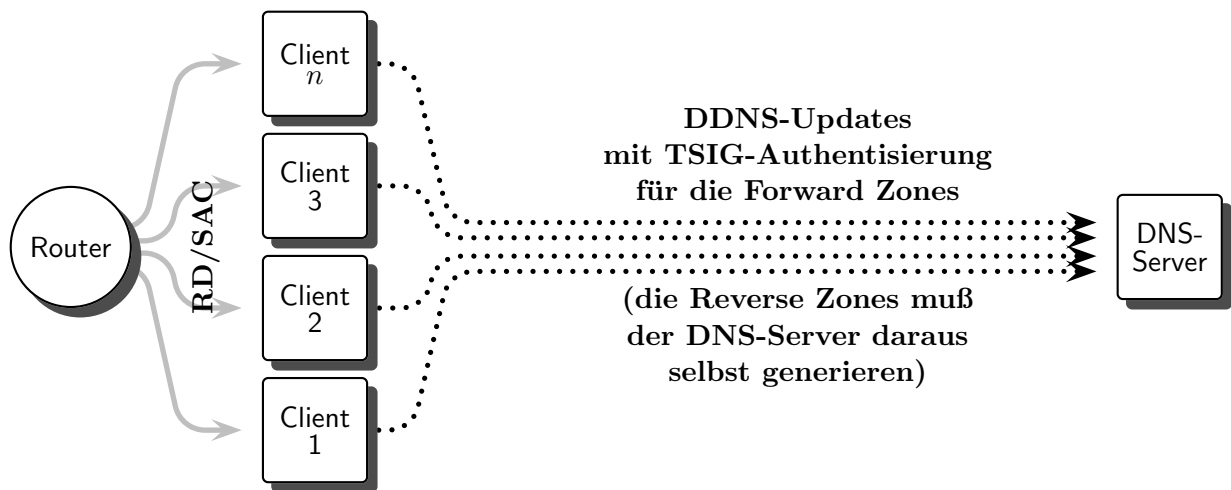 Client
n
Client
3
Router
RD/SAC
Client
2
Client
1
DDNS-Updates
mit TSIG-Authentisierung
für die Forward Zones
(die Reverse Zones muß
der DNS-Server daraus
selbst generieren)
DNS-
Server